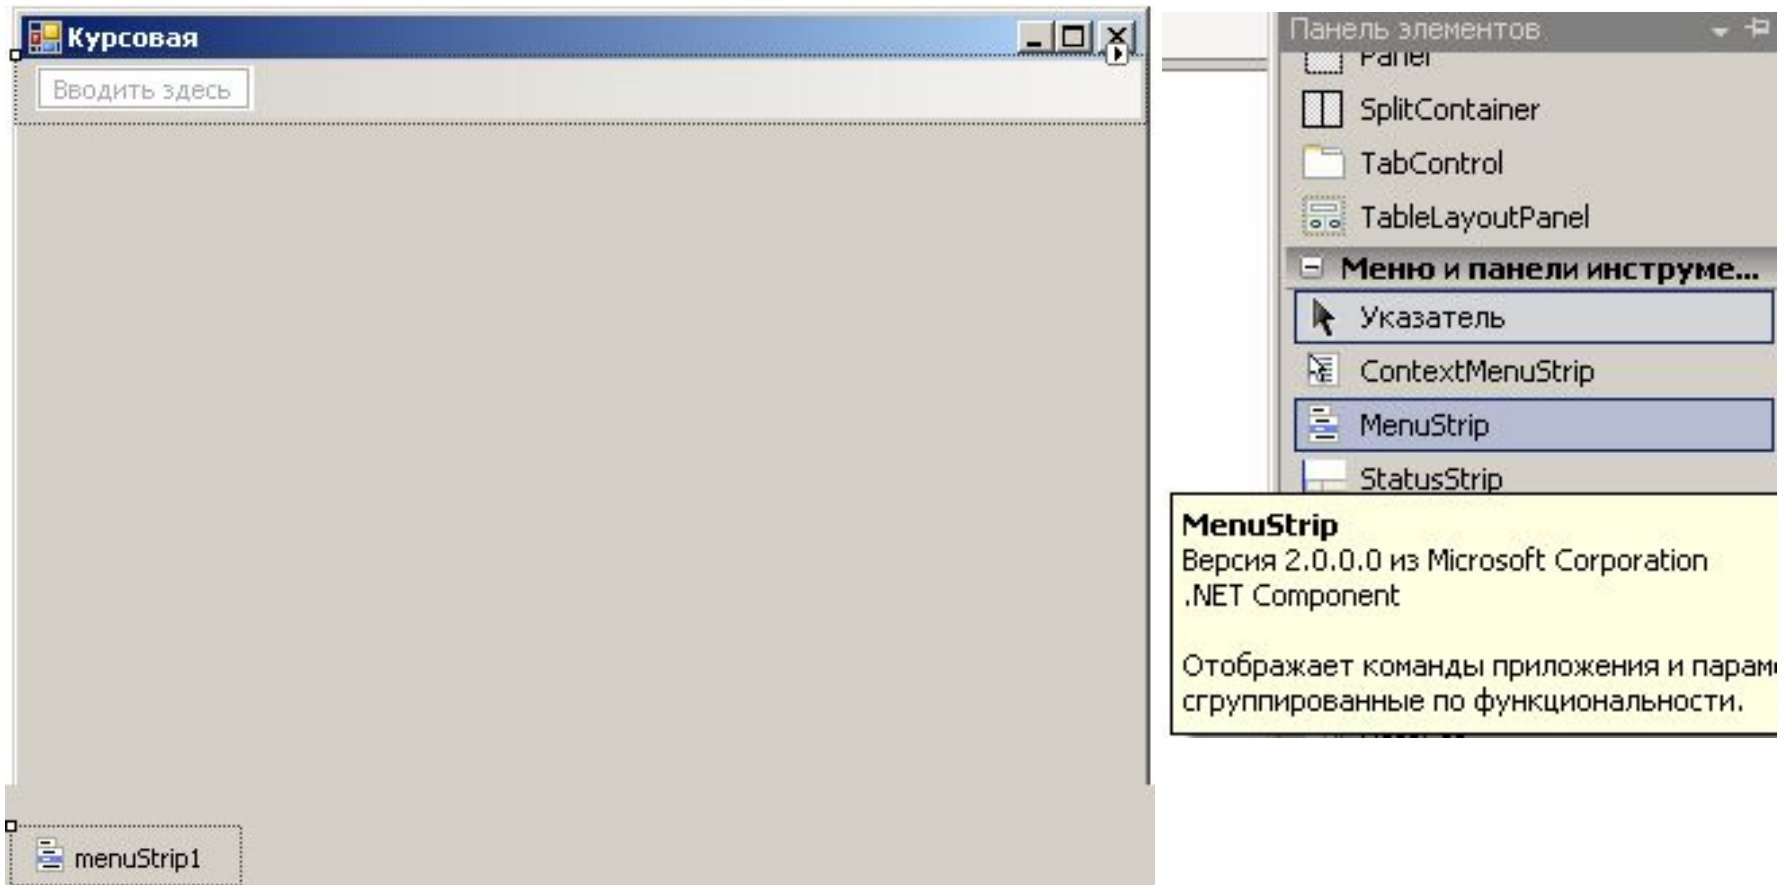 Курсовая
Вводить здесь
menuStrip1
Панель элементов
Panel
SplitContainer
TabControl
TableLayoutPanel
Меню и панели инструме...
Указатель
ContextMenuStrip
MenuStrip
StatusStrip
MenuStrip
Версия 2.0.0.0 из Microsoft Corporation
.NET Component
Отображает команды приложения и парам
сгруппированные по функциональности.